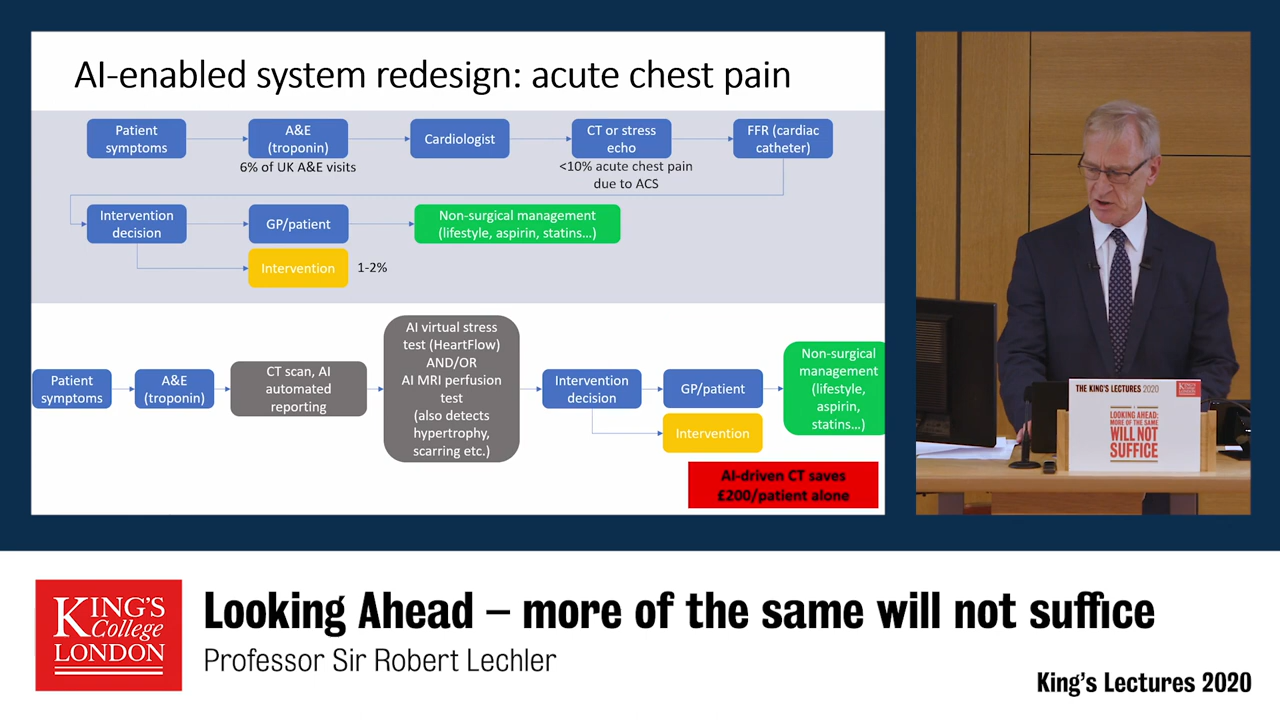 AI-enabled system redesign: acute chest pain
Patient
symptoms
A&E
(troponin)
Cardiologist
CT or stress
echo
FFR (cardiac
catheter)
6% of UK A&E visits
<10% acute chest pain
due to ACS
Intervention
decision
GP/patient
Non-surgical management
(lifestyle, aspirin, statins...)
Intervention
1-2%
Patient
symptoms
A&E
(troponin)
CT scan, AI
automated
reporting
AI virtual stress
test (HeartFlow)
AND/OR
AI MRI perfusion
test
(also detects
hypertrophy,
scarring etc.)
Intervention
decision
GP/patient
Intervention
Non-surgical
management
(lifestyle,
aspirin,
statins...)
AI-driven CT saves
£200/patient alone
THE KING'S LECTURES 2020
LOOKING AHEAD:
MORE OF THE SAME
WILL NOT
SUFFICE
KING'S
College
LONDON
Looking Ahead – more of the same will not suffice
Professor Sir Robert Lechler
King's Lectures 2020